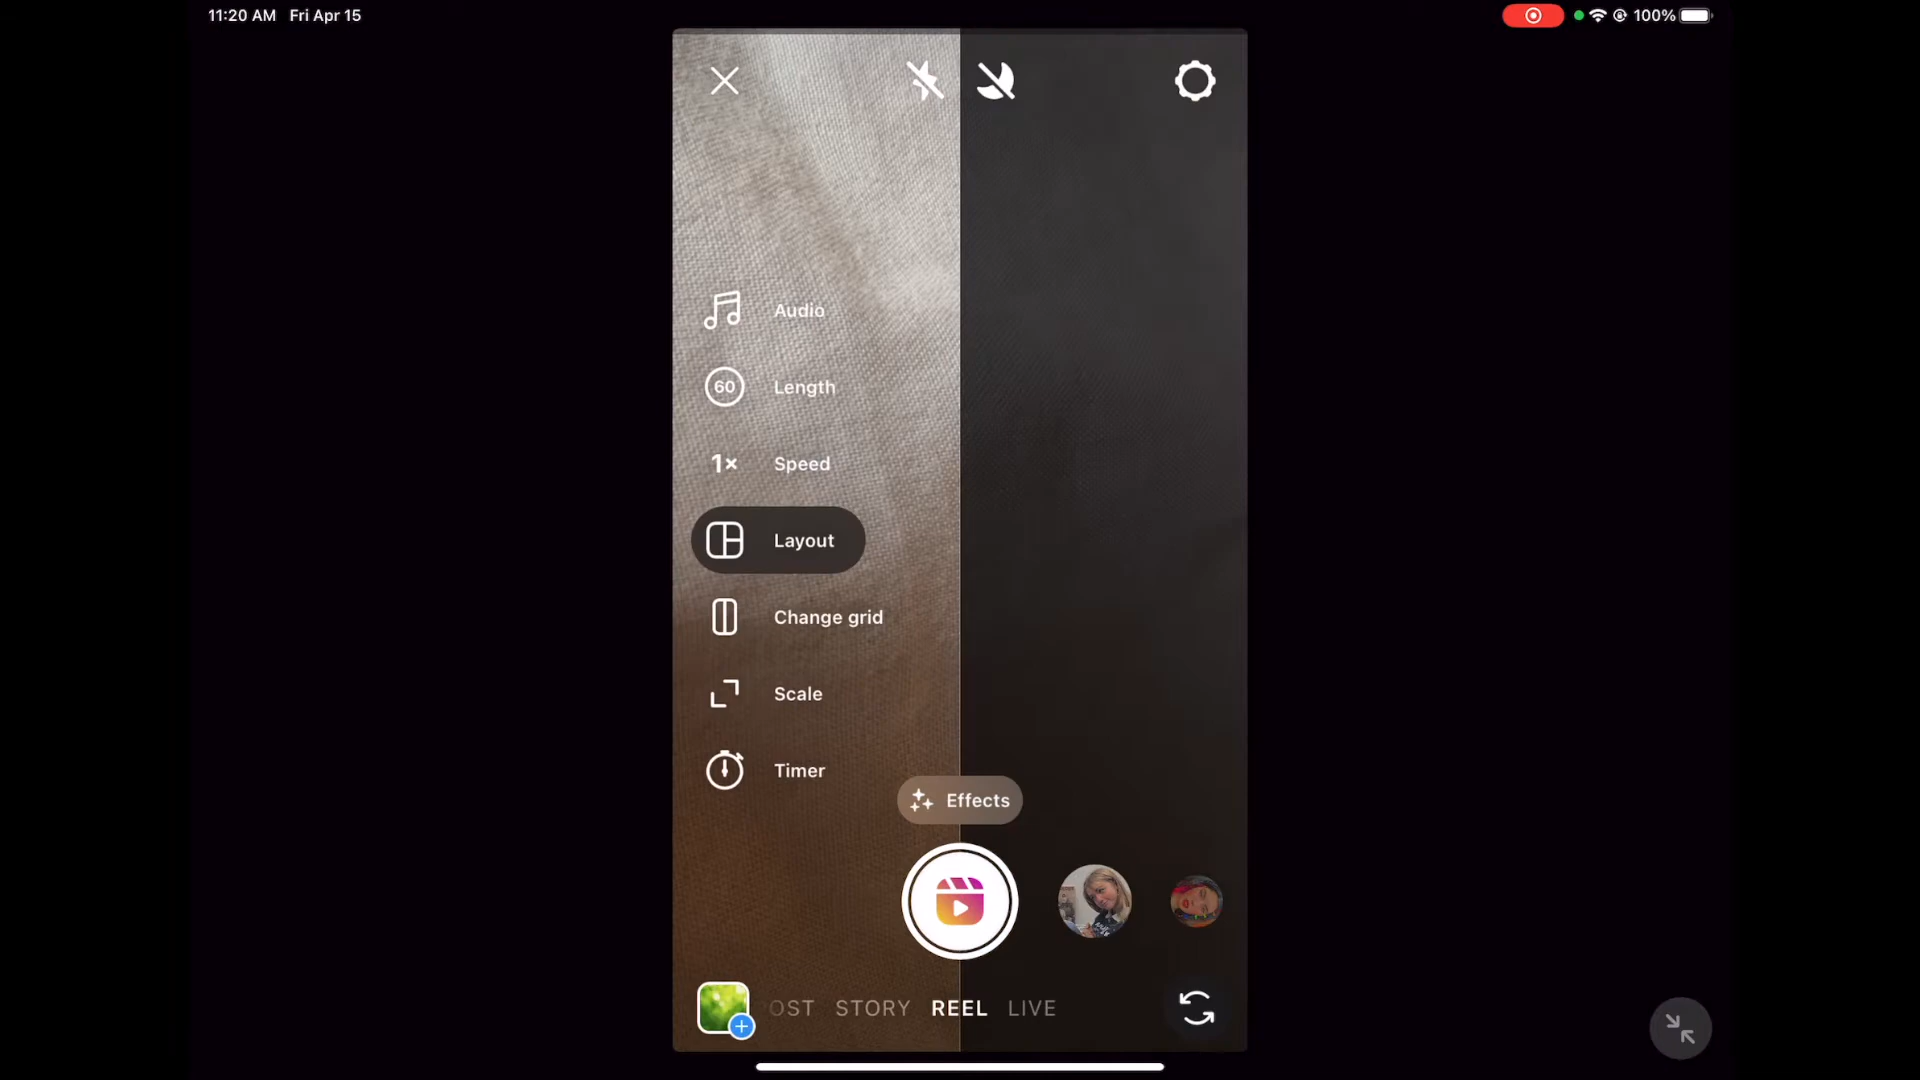 11:20 AM Fri Apr 15
100%
Audio
60 Length
1× Speed
Layout
Change grid
Scale
Timer
Effects
OST STORY REEL LIVE